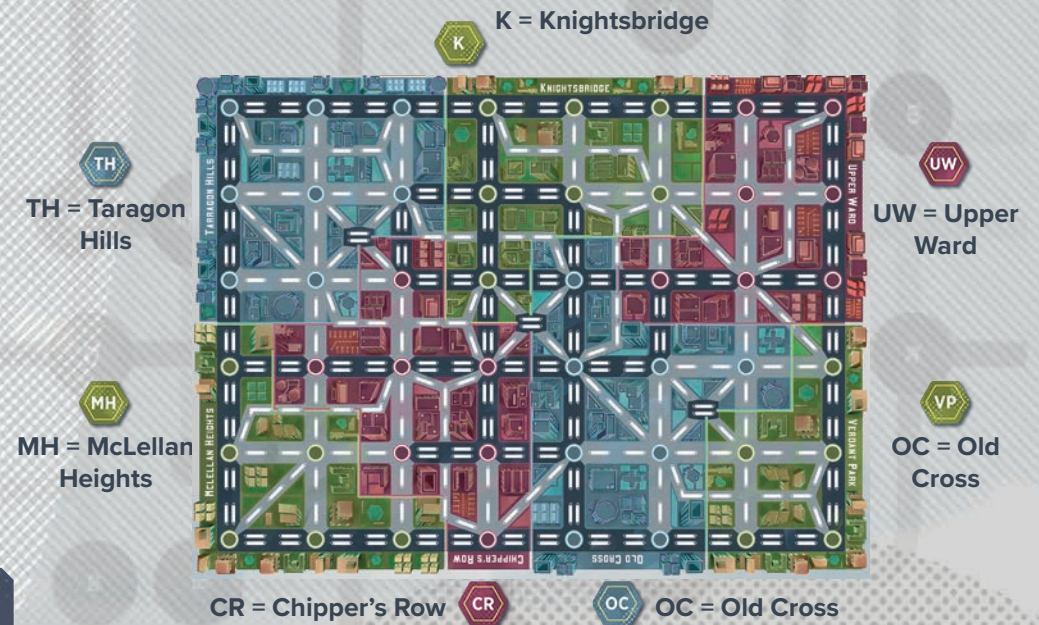 K = Knightsbridge
K
KNIGHTSBRIDGE
TH
UW
TARRAGON HILLS
UPPER WARD
TH = Taragon
Hills
UW = Upper
Ward
MH
VP
MCLELLAN HEIGHTS
VERDANT PARK
MH = McLellan
Heights
OC = Old
Cross
CHIPPER'S ROW
OLD CROSS
CR = Chipper's Row
CR
OC
OC = Old Cross